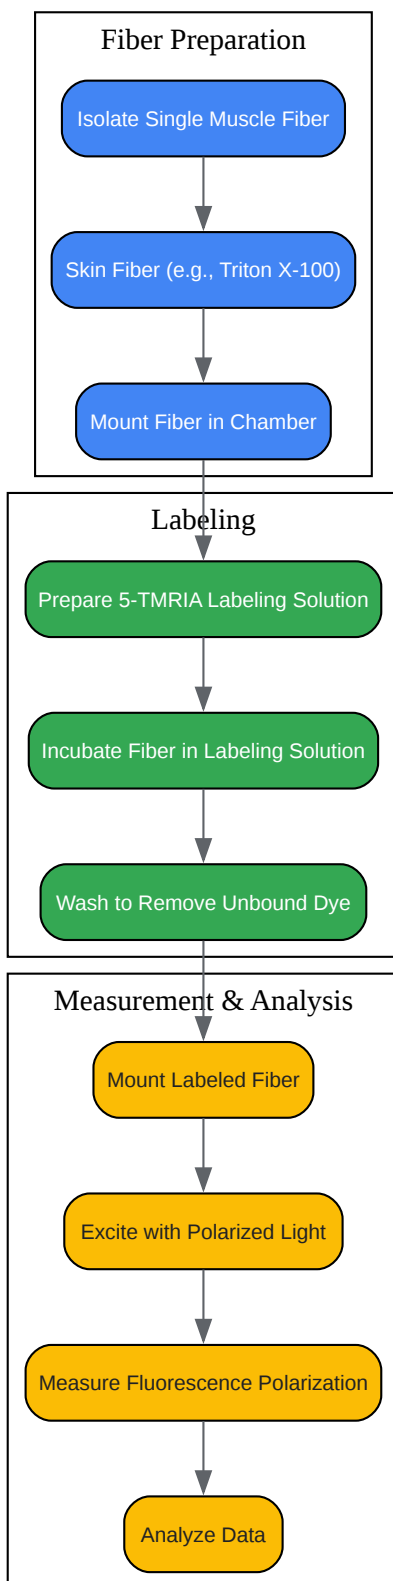 Fiber Preparation
Isolate Single Muscle Fiber
Skin Fiber (e.g., Triton X-100)
Mount Fiber in Chamber
Labeling
Prepare 5-TMRIA Labeling Solution
Incubate Fiber in Labeling Solution
Wash to Remove Unbound Dye
Measurement & Analysis
Mount Labeled Fiber
Excite with Polarized Light
Measure Fluorescence Polarization
Analyze Data